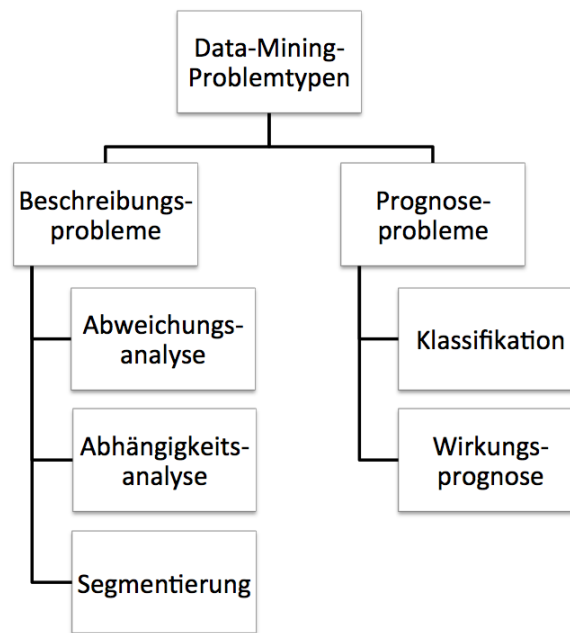 Data-Mining-
Problemtypen
Beschreibungs-
probleme
Abweichungs-
analyse
Abhängigkeits-
analyse
Segmentierung
Prognose-
probleme
Klassifikation
Wirkungs-
prognose